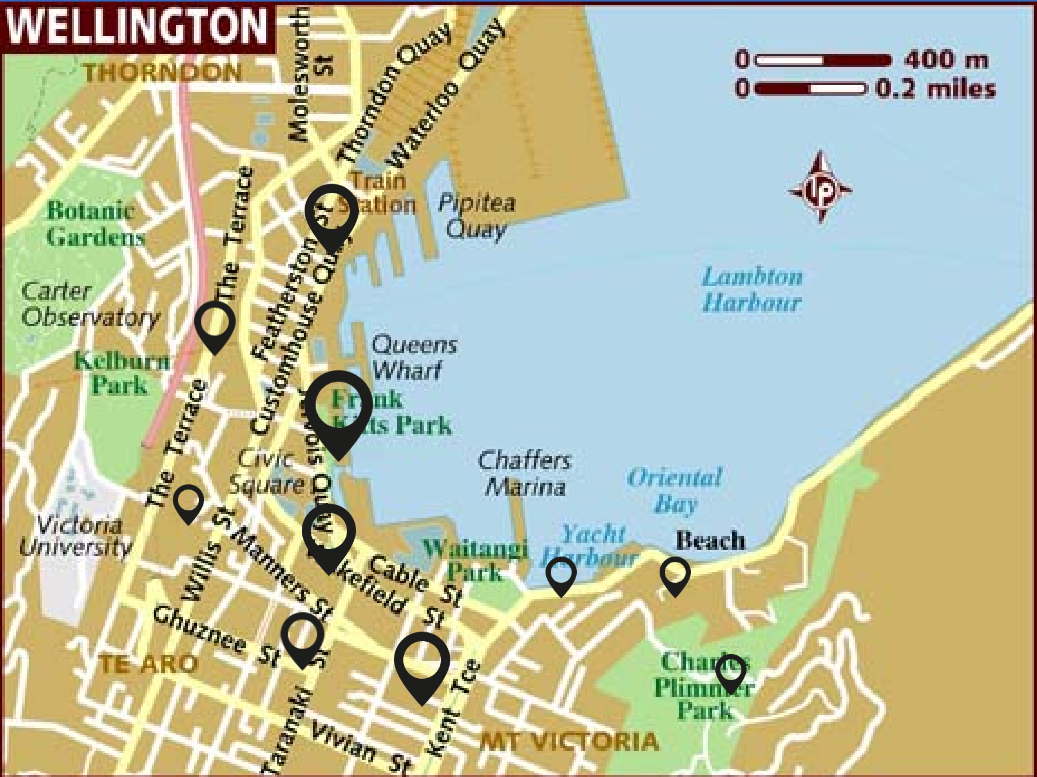 WELLINGTON
THORNDON
Molesworth
St
Thorndon Quay
Waterloo Quay
0 400 m
0 0.2 miles
LP
Train
Station
Pipitea
Quay
Botanic
Gardens
The Terrace
Featherston St
Customhouse Quay
Lambton
Harbour
Carter
Observatory
Kelburn
Park
Queens
Wharf
Frank
Kitts Park
The Terrace
Civic
Square
Chaffers
Marina
Oriental
Bay
Victoria
University
Willis St
Manners St
Yacht
Harbour
Beach
Waitangi
Park
Cable St
St
Ghuznee St
TE ARO
Taranaki St
Vivian St
Kent Tce
MT VICTORIA
Charles
Plimmer
Park